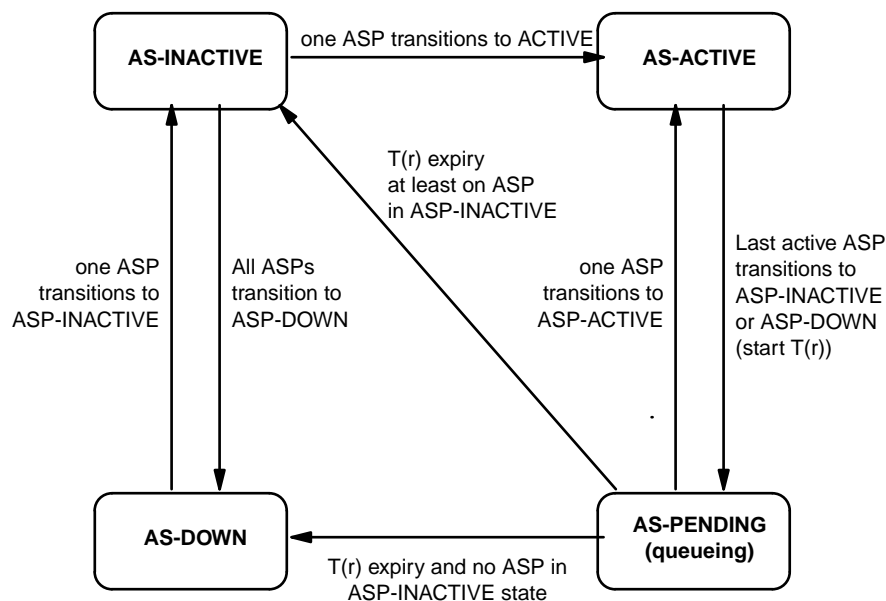 AS-INACTIVE
one ASP transitions to ACTIVE
AS-ACTIVE
T(r) expiry
at least on ASP
in ASP-INACTIVE
one ASP
transitions to
ASP-INACTIVE
All ASPs
transition to
ASP-DOWN
one ASP
transitions to
ASP-ACTIVE
Last active ASP
transitions to
ASP-INACTIVE
or ASP-DOWN
(start T(r))
AS-DOWN
AS-PENDING
(queueing)
T(r) expiry and no ASP in
ASP-INACTIVE state